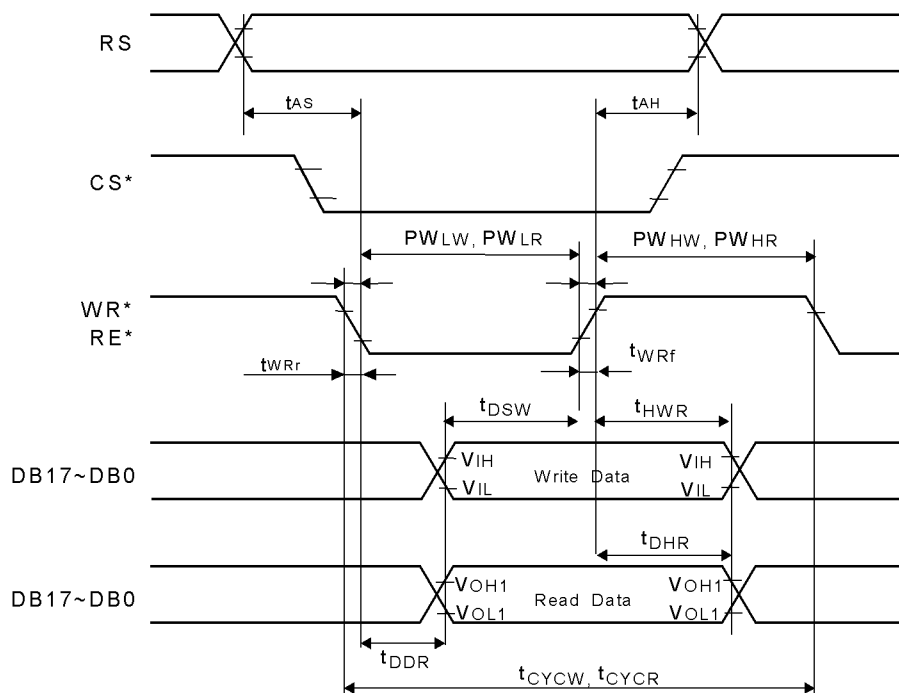 RS
tAS
tAH
CS*
PWLW, PWLR
PWHW, PWHR
WR*
RE*
tWRr
tWRf
tDSW
tHWR
DB17~DB0
VIH
VIL
Write Data
VIH
VIL
tDHR
DB17~DB0
VOH1
VOL1
Read Data
VOH1
VOL1
tDDR
tCYCW, tCYCR